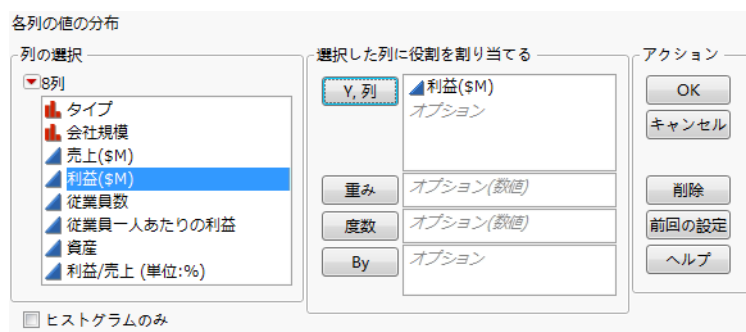 各列の値の分布
列の選択
8列
タイプ
会社規模
売上($M)
利益($M)
従業員数
従業員一人あたりの利益
資産
利益/売上 (単位:%)
ヒストグラムのみ
選択した列に役割を割り当てる
Y, 列
利益($M)
オプション
重み
オプション(数値)
度数
オプション(数値)
By
オプション
アクション
OK
キャンセル
削除
前回の設定
ヘルプ